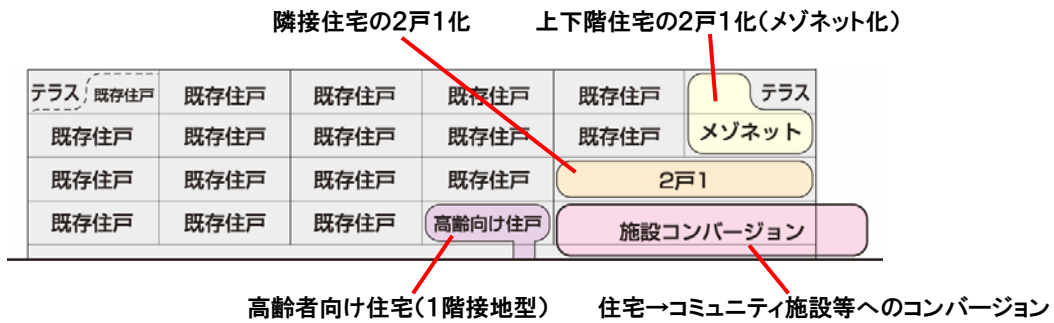 隣接住宅の2戸1化
上下階住宅の2戸1化(メゾネット化)
テラス 既存住戸 既存住戸 既存住戸 既存住戸 既存住戸 テラス
既存住戸 既存住戸 既存住戸 既存住戸 既存住戸 メゾネット
既存住戸 既存住戸 既存住戸 既存住戸 2戸1
既存住戸 既存住戸 既存住戸 高齢向け住戸 施設コンバージョン
高齢者向け住宅(1階接地型)
住宅→コミュニティ施設等へのコンバージョン